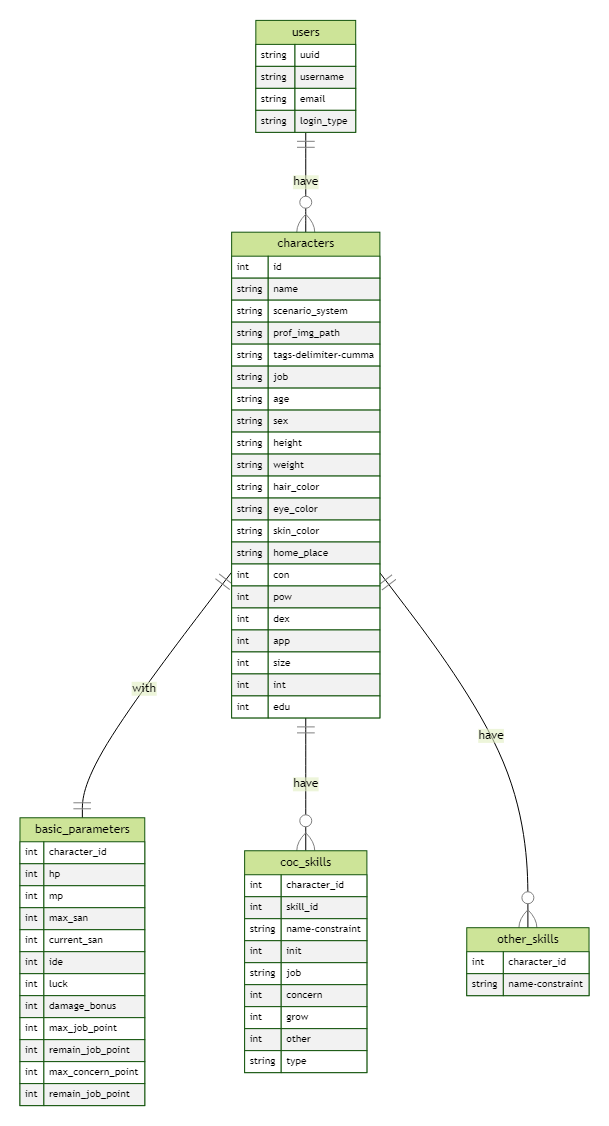 users
string uuid
string username
string email
string login_type
have
characters
int id
string name
string scenario_system
string prof_img_path
string tags-delimiter-cumma
string job
string age
string sex
string height
string weight
string hair_color
string eye_color
string skin_color
string home_place
int con
int pow
int dex
int app
int size
int int
int edu
with
have
have
basic_parameters
int character_id
int hp
int mp
int max_san
int current_san
int ide
int luck
int damage_bonus
int max_job_point
int remain_job_point
int max_concern_point
int remain_job_point
coc_skills
int character_id
int skill_id
string name-constraint
int init
string job
int concern
int grow
int other
string type
other_skills
int character_id
string name-constraint